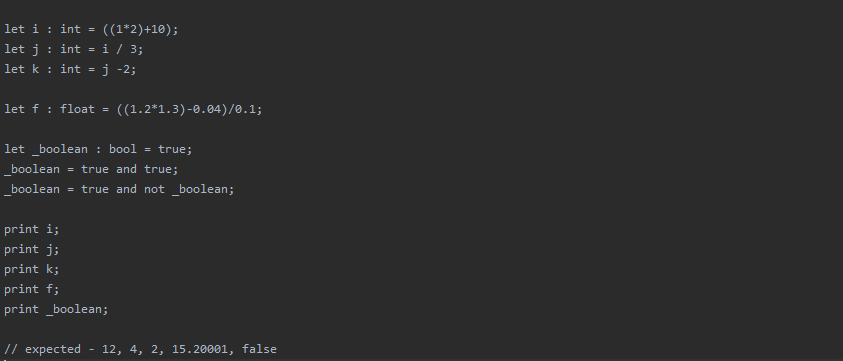 let i : int = ((1*2)+10);
let j : int = i / 3;
let k : int = j -2;
let f : float = ((1.2*1.3)-0.04)/0.1;
let _boolean : bool = true;
_boolean = true and true;
_boolean = true and not _boolean;
print i;
print j;
print k;
print f;
print _boolean;
// expected - 12, 4, 2, 15.20001, false